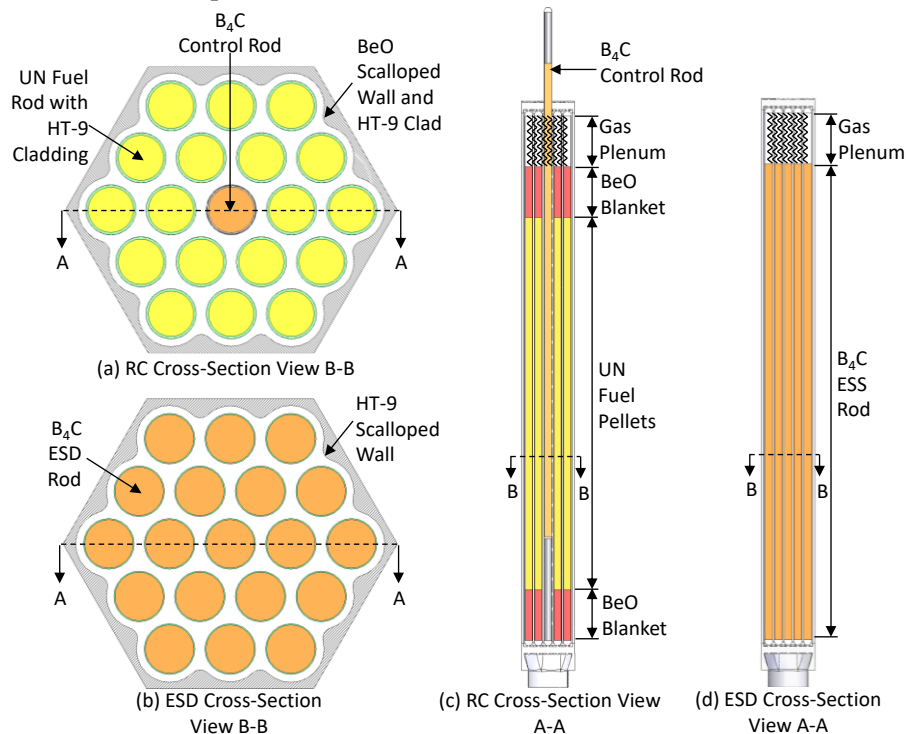 B₄C
Control Rod
UN Fuel
Rod with
HT-9
Cladding
BeO
Scalloped
Wall and
HT-9 Clad
A
A
(a) RC Cross-Section View B-B
B₄C
ESD
Rod
HT-9
Scalloped
Wall
A
A
(b) ESD Cross-Section
View B-B
B₄C
Control Rod
Gas
Plenum
BeO
Blanket
UN
Fuel
Pellets
B
B
BeO
Blanket
(c) RC Cross-Section View
A-A
Gas
Plenum
B₄C
ESS
Rod
B
B
(d) ESD Cross-Section
View A-A